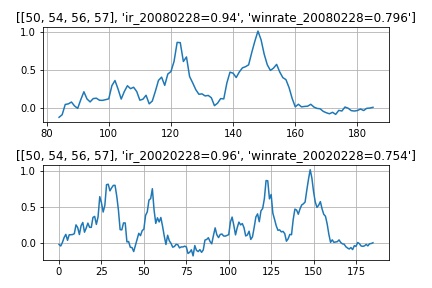 [[50, 54, 56, 57], 'ir_20080228=0.94', 'winrate_20080228=0.796']
1.0
0.5
0.0
80 100 120 140 160 180
[[50, 54, 56, 57], 'ir_20020228=0.96', 'winrate_20020228=0.754']
1.0
0.5
0.0
0 25 50 75 100 125 150 175